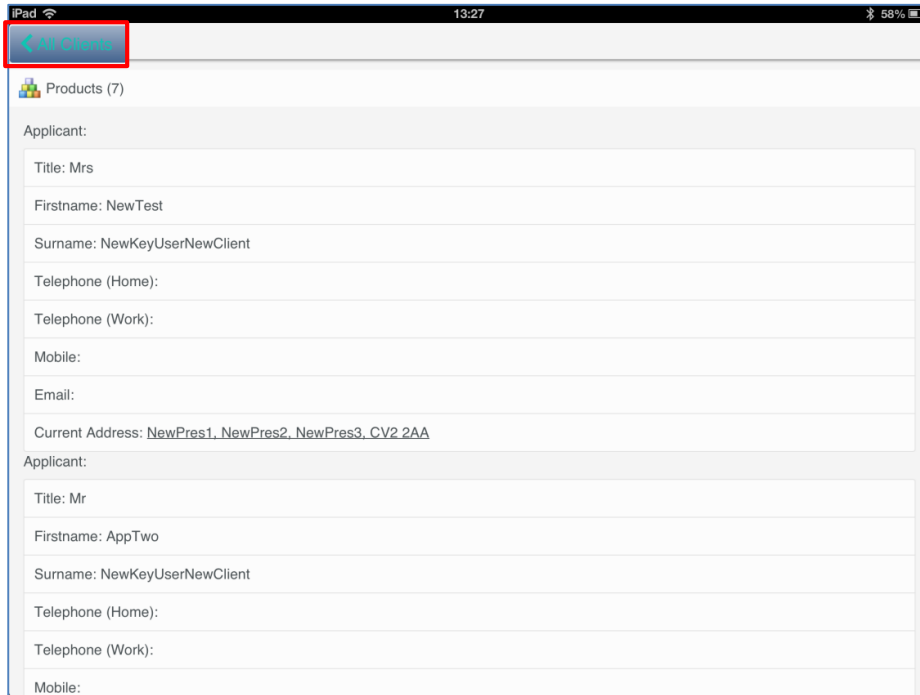 iPad 13:27 58%
All Clients
Products (7)
Applicant:
Title: Mrs
Firstname: NewTest
Surname: NewKeyUserNewClient
Telephone (Home):
Telephone (Work):
Mobile:
Email:
Current Address: NewPres1, NewPres2, NewPres3, CV2 2AA
Applicant:
Title: Mr
Firstname: AppTwo
Surname: NewKeyUserNewClient
Telephone (Home):
Telephone (Work):
Mobile: